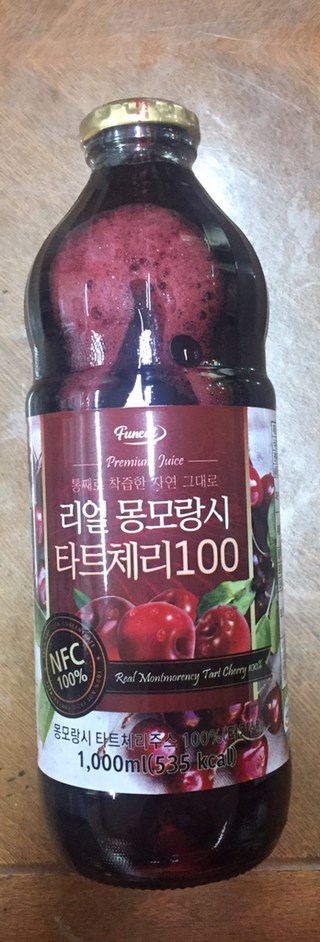 Premium Juice
통째로 착즙한 자연 그대로
리얼 몽모랑시
타트체리100
NFC
100%
Real Montmorency Tart Cherry 100%
몽모랑시 타트체리주스 100%
1,000ml(535 kcal)